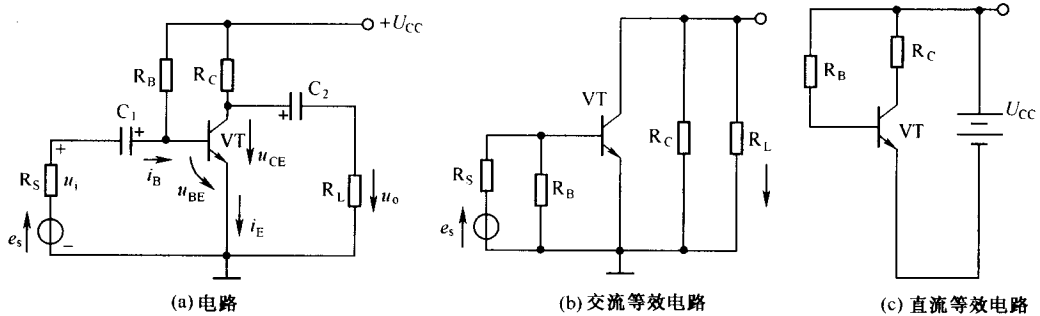 +U_CC
R_B
R_C
C_1
C_2
+
+
VT
u_CE
+
i_B
R_S
u_i
u_BE
R_L
u_o
i_E
e_s
−
(a) 电路
VT
R_C
R_L
R_S
R_B
e_s
(b) 交流等效电路
R_C
R_B
U_CC
VT
(c) 直流等效电路